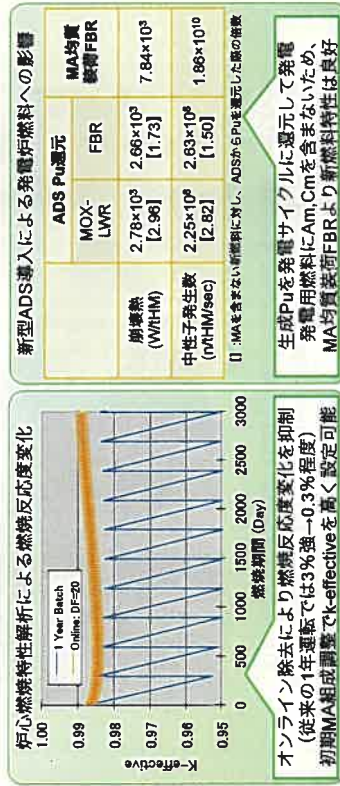 炉心燃焼特性解析による燃焼反応度変化
K-effective
1.00
0.99
0.98
0.97
0.96
0.95
1 Year Batch
Online: DF=20
0
500
1000
1500
2000
2500
3000
燃焼期間 (Day)
オンライン除去により燃焼反応度変化を抑制
(従来の1年運転では3%強→0.3%程度)
初期MA組成調整でk-effectiveを高く設定可能
新型ADS導入による発電炉燃料への影響
ADS Pu還元
MA均質
装荷FBR
MOX-
LWR
FBR
崩壊熱
(W/tHM)
2.78×10³
[2.96]
2.66×10³
[1.73]
7.84×10³
中性子発生数
(n/tHM/sec)
2.25×10⁸
[2.82]
2.63×10⁸
[1.50]
1.86×10¹⁰
[] :MAを含まない新燃料に対し、ADSからPuを還元した際の倍数
生成Puを発電サイクルに還元して発電
発電用燃料にAm,Cmを含まないため、
MA均質装荷FBRより新燃料特性は良好